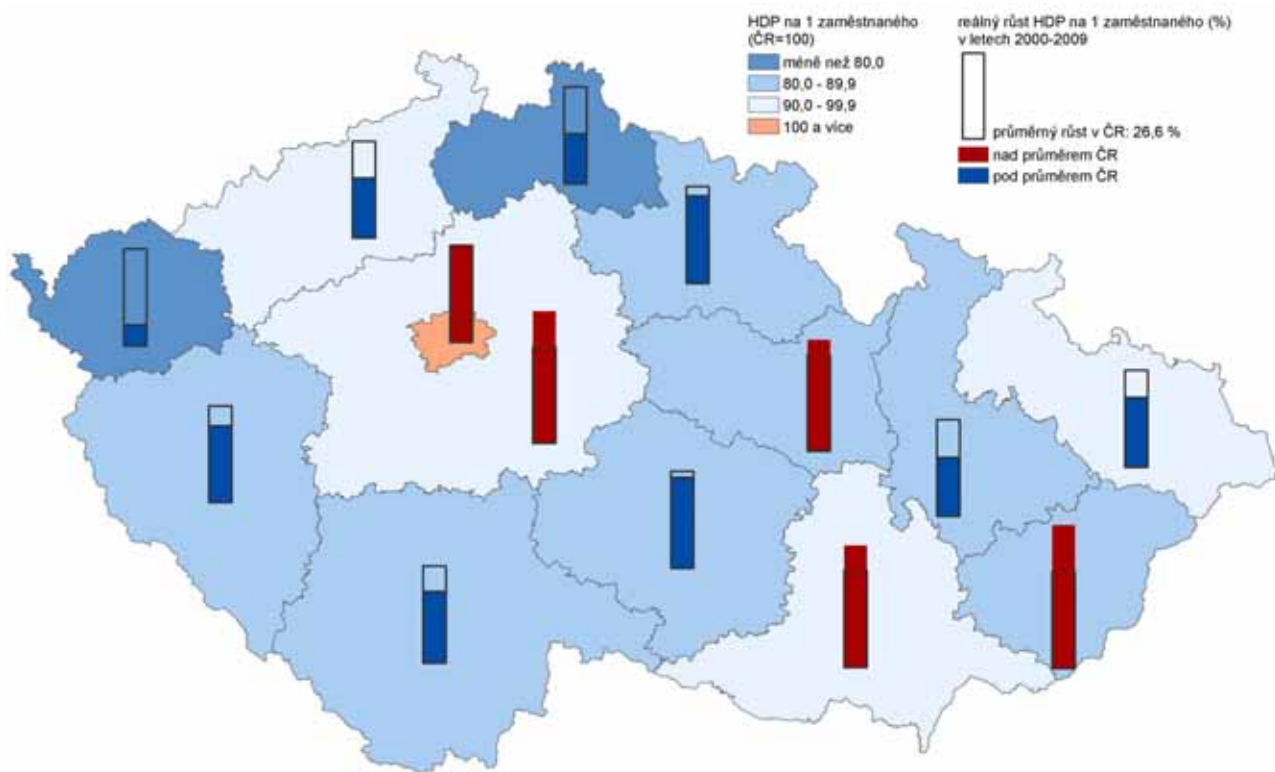 HDP na 1 zaměstnaného
(ČR=100)
méně než 80,0
80,0 - 89,9
90,0 - 99,9
100 a více
reálný růst HDP na 1 zaměstnaného (%)
v letech 2000-2009
průměrný růst v ČR: 26,6 %
nad průměrem ČR
pod průměrem ČR